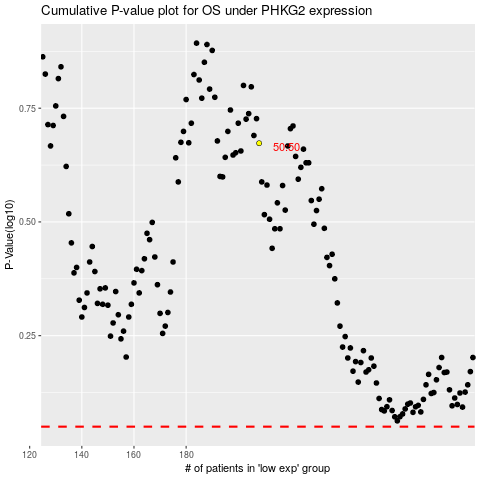 Cumulative P-value plot for OS under PHKG2 expression
P-Value(log10)
0.75
0.50
0.25
50:50
120 140 160 180
# of patients in 'low exp' group